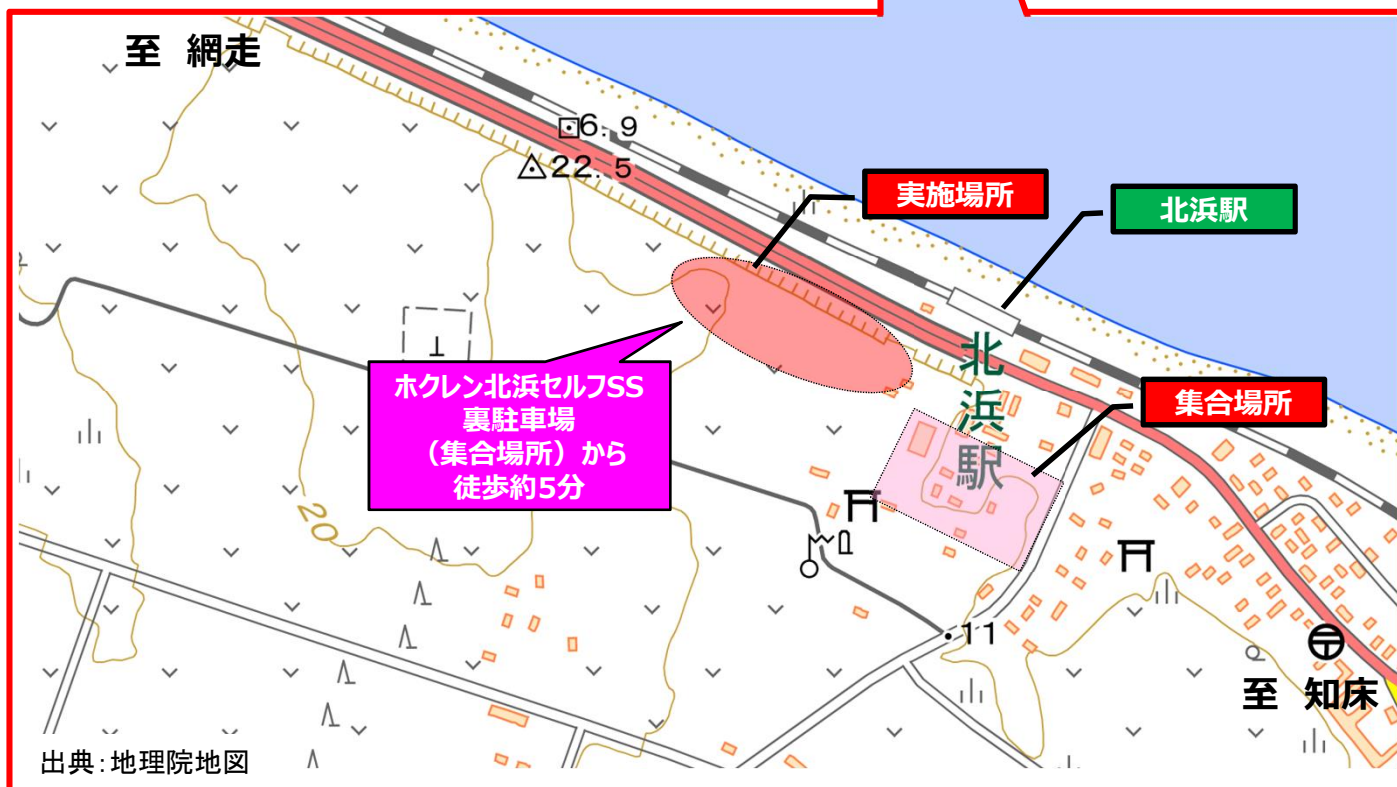 至 網走
6.9
22.5
実施場所
北浜駅
北浜駅
集合場所
ホクレン北浜セルフSS
裏駐車場
（集合場所）から
徒歩約5分
20
11
至 知床
出典：地理院地図